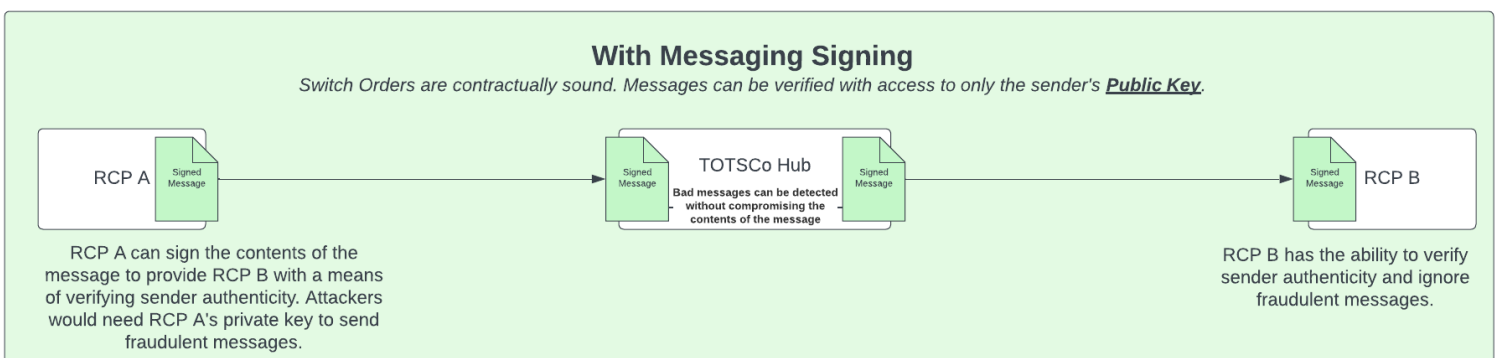 With Messaging Signing
Switch Orders are contractually sound. Messages can be verified with access to only the sender's Public Key.
RCP A
Signed
Message
Signed
Message
TOTSCo Hub
Bad messages can be detected
without compromising the
contents of the message
Signed
Message
Signed
Message
RCP B
RCP A can sign the contents of the
message to provide RCP B with a means
of verifying sender authenticity. Attackers
would need RCP A's private key to send
fraudulent messages.
RCP B has the ability to verify
sender authenticity and ignore
fraudulent messages.